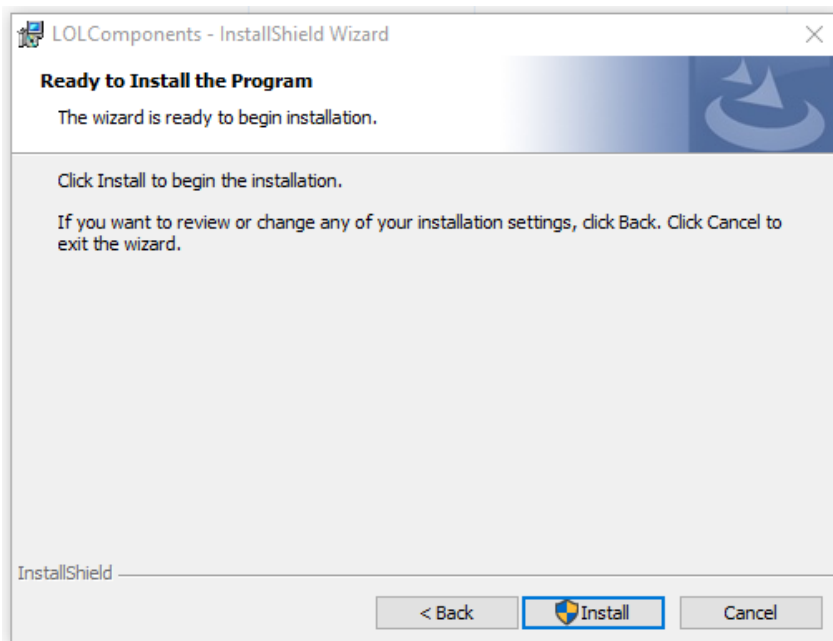 LOLComponents - InstallShield Wizard
Ready to Install the Program
The wizard is ready to begin installation.
Click Install to begin the installation.
If you want to review or change any of your installation settings, click Back. Click Cancel to
exit the wizard.
InstallShield
< Back
Install
Cancel